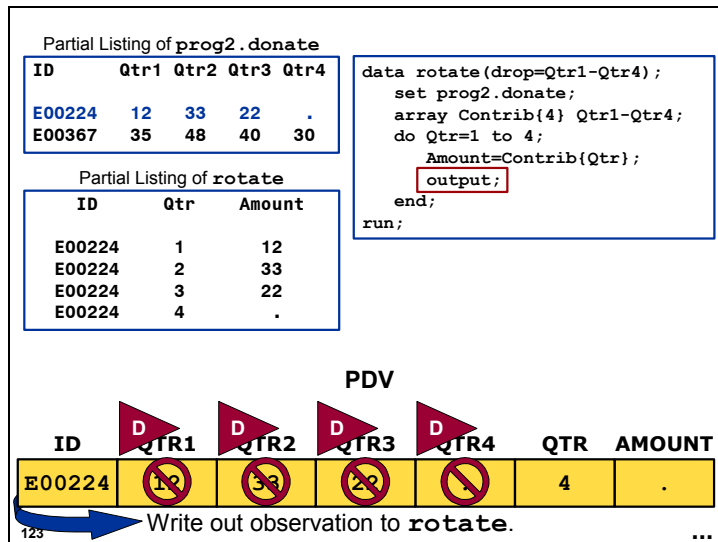 Partial Listing of prog2.donate
ID Qtr1 Qtr2 Qtr3 Qtr4
E00224 12 33 22 .
E00367 35 48 40 30
Partial Listing of rotate
ID Qtr Amount
E00224 1 12
E00224 2 33
E00224 3 22
E00224 4 .
data rotate(drop=Qtr1-Qtr4);
set prog2.donate;
array Contrib{4} Qtr1-Qtr4;
do Qtr=1 to 4;
Amount=Contrib{Qtr};
output;
end;
run;
PDV
D D D D
ID QTR1 QTR2 QTR3 QTR4 QTR AMOUNT
E00224 12 33 22 . 4 .
Write out observation to rotate.
123
...